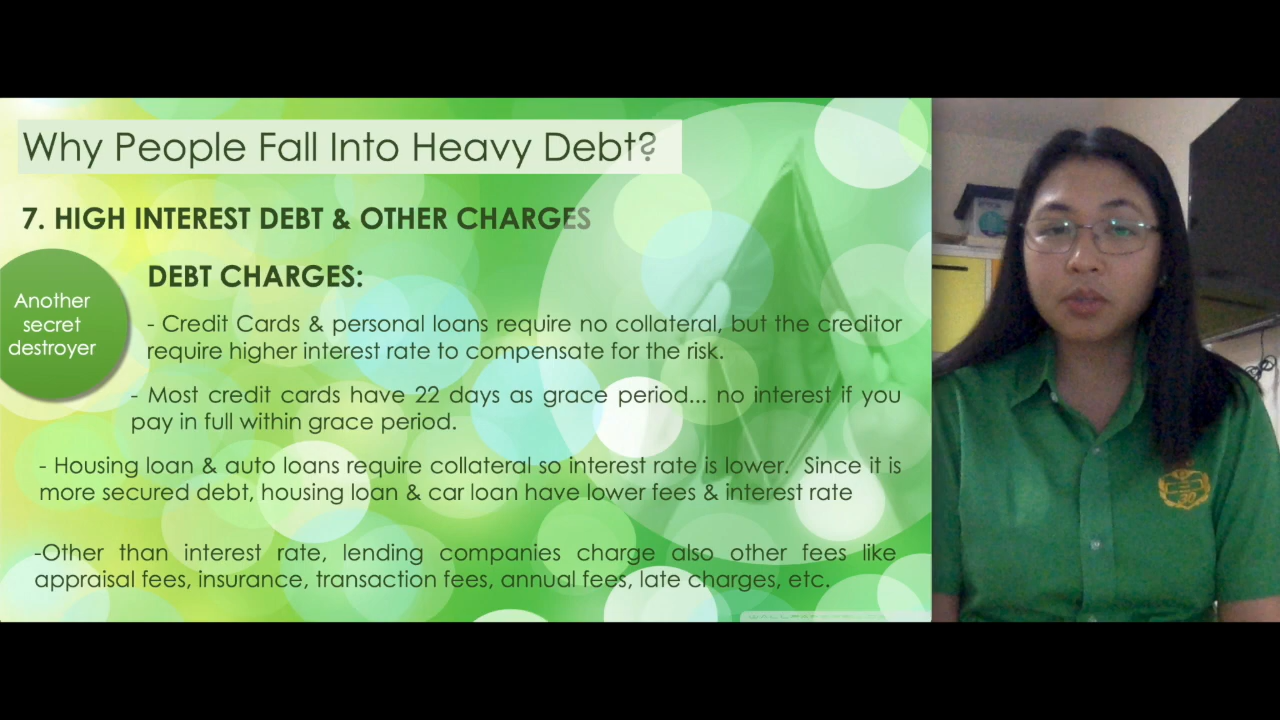 Why People Fall Into Heavy Debt?
7. HIGH INTEREST DEBT & OTHER CHARGES
DEBT CHARGES:
Another
secret
destroyer
- Credit Cards & personal loans require no collateral, but the creditor
require higher interest rate to compensate for the risk.
- Most credit cards have 22 days as grace period... no interest if you
pay in full within grace period.
- Housing loan & auto loans require collateral so interest rate is lower. Since it is
more secured debt, housing loan & car loan have lower fees & interest rate
-Other than interest rate, lending companies charge also other fees like
appraisal fees, insurance, transaction fees, annual fees, late charges, etc.
30